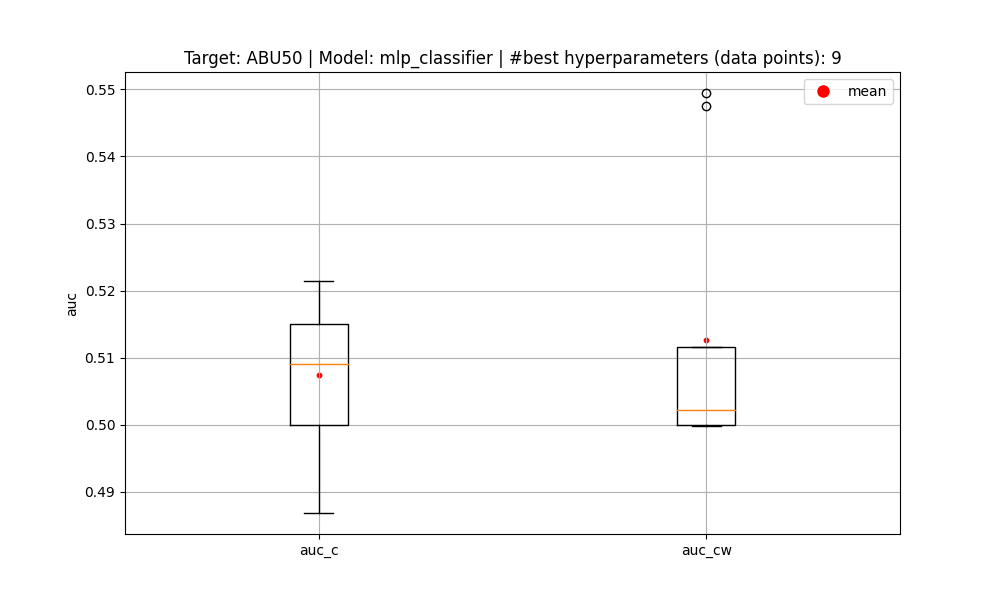 Target: ABU50 | Model: mlp_classifier | #best hyperparameters (data points): 9
mean
0.55
0.54
0.53
0.52
0.51
0.50
0.49
auc
auc_c
auc_cw